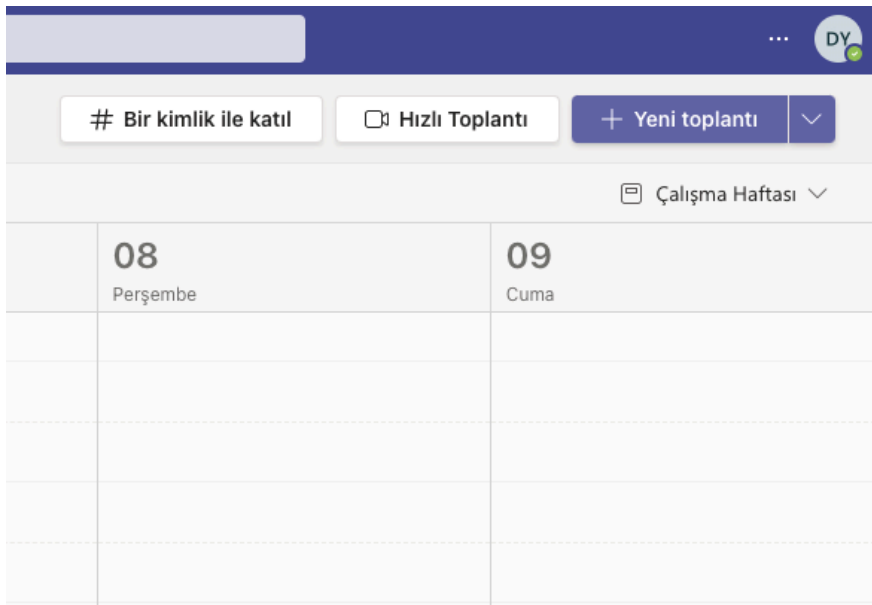 DY
# Bir kimlik ile katıl
Hızlı Toplantı
+ Yeni toplantı
Çalışma Haftası
08
Perşembe
09
Cuma